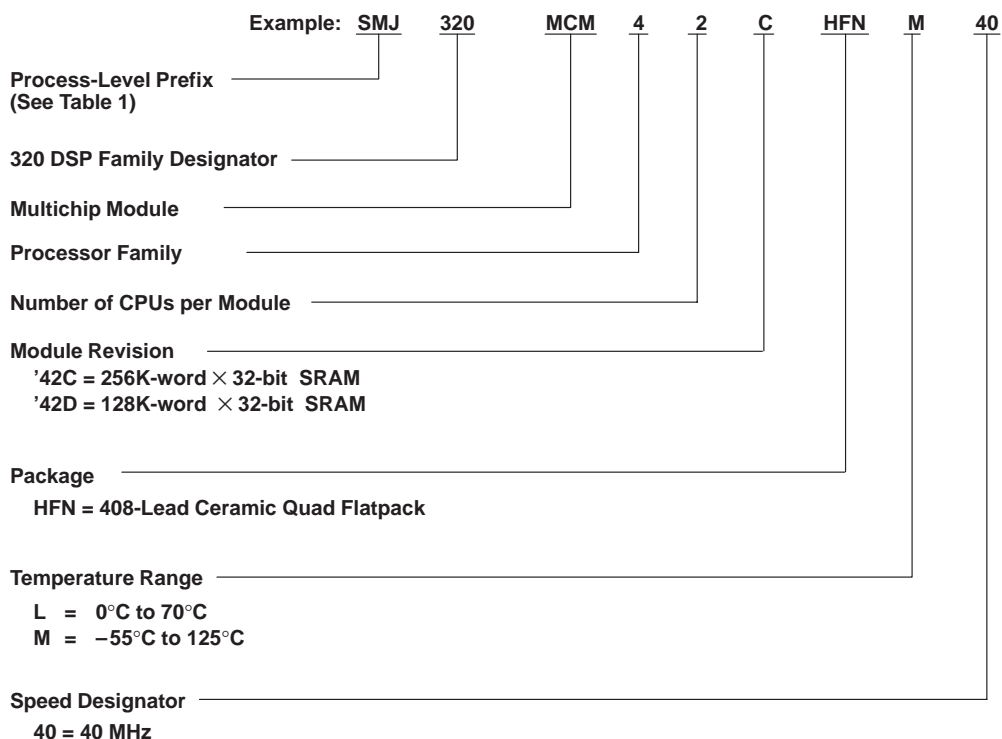 Example: SMJ 320 MCM 4 2 C HFN M 40
Process-Level Prefix
(See Table 1)
320 DSP Family Designator
Multichip Module
Processor Family
Number of CPUs per Module
Module Revision
'42C = 256K-word × 32-bit SRAM
'42D = 128K-word × 32-bit SRAM
Package
HFN = 408-Lead Ceramic Quad Flatpack
Temperature Range
L = 0°C to 70°C
M = –55°C to 125°C
Speed Designator
40 = 40 MHz